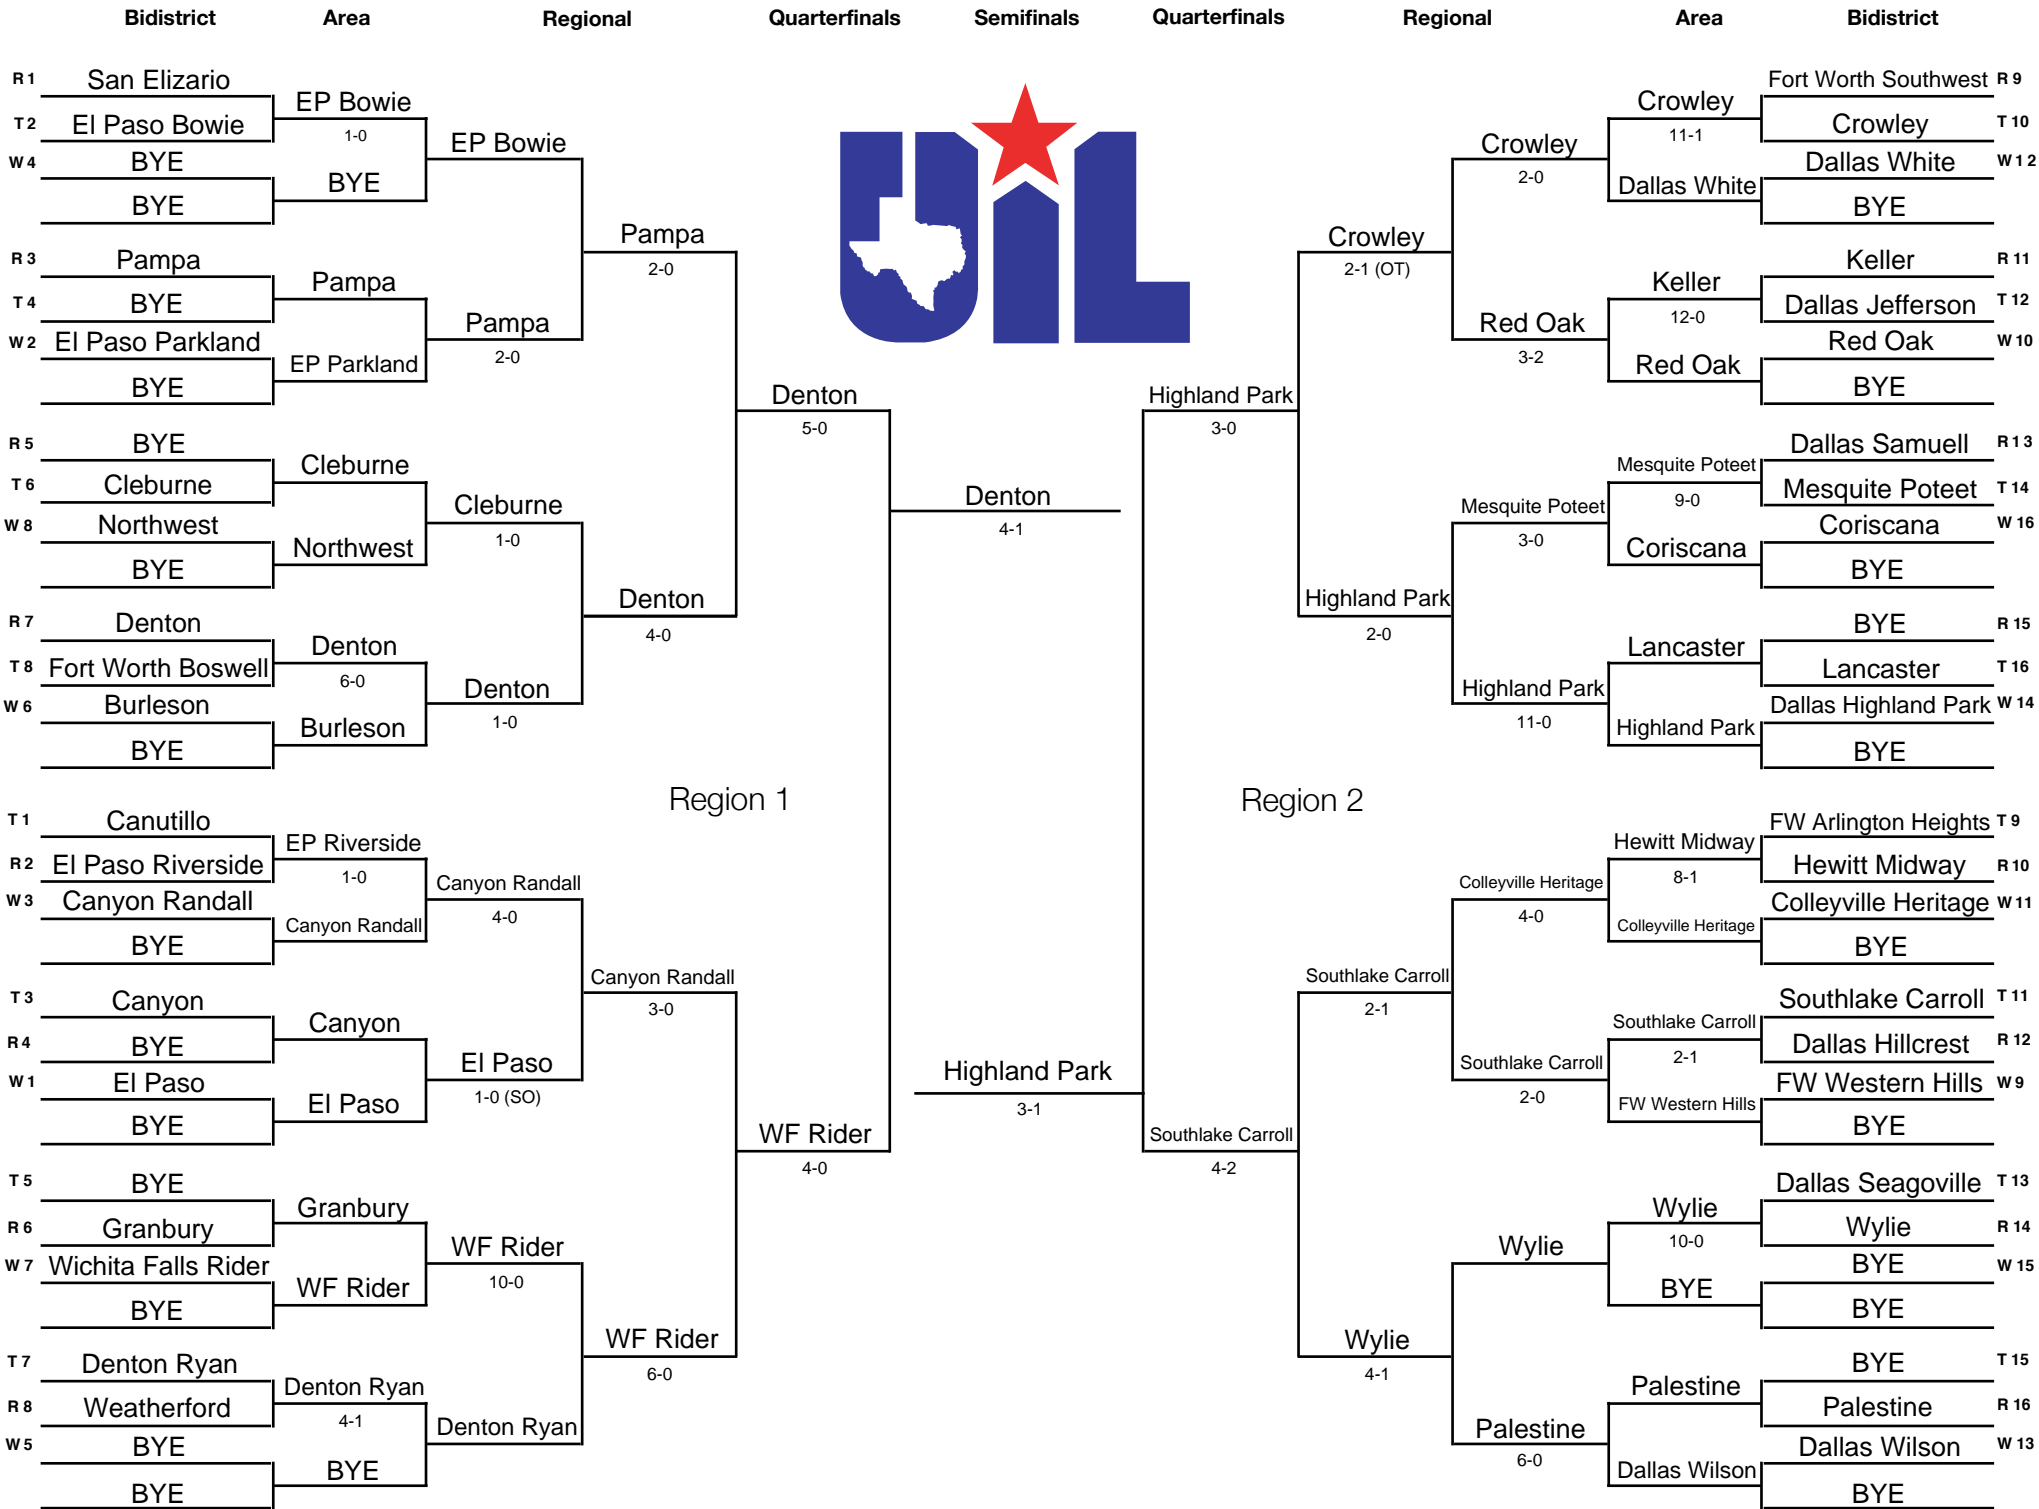 Bidistrict Area Regional Quarterfinals Semifinals Quarterfinals Regional Area Bidistrict
R 1 San Elizario
EP Bowie
T 2 El Paso Bowie
1-0
EP Bowie
W 4 BYE
BYE
BYE
Pampa
2-0
R 3 Pampa
Pampa
T 4 BYE
Pampa
2-0
W 2 El Paso Parkland
EP Parkland
BYE
Denton
5-0
R 5 BYE
Cleburne
T 6 Cleburne
Cleburne
1-0
W 8 Northwest
Northwest
BYE
Denton
4-0
R 7 Denton
Denton
T 8 Fort Worth Boswell
6-0
Denton
1-0
W 6 Burleson
Burleson
BYE
Denton
4-1
Region 1
T 1 Canutillo
EP Riverside
R 2 El Paso Riverside
1-0
Canyon Randall
4-0
W 3 Canyon Randall
Canyon Randall
BYE
Canyon Randall
3-0
T 3 Canyon
Canyon
R 4 BYE
El Paso
1-0 (SO)
W 1 El Paso
El Paso
BYE
WF Rider
4-0
T 5 BYE
Granbury
R 6 Granbury
WF Rider
10-0
W 7 Wichita Falls Rider
WF Rider
BYE
WF Rider
6-0
T 7 Denton Ryan
Denton Ryan
R 8 Weatherford
4-1
Denton Ryan
W 5 BYE
BYE
BYE
UIL
Fort Worth Southwest R 9
Crowley
11-1
Crowley T 10
Crowley
2-0
Dallas White W 12
Dallas White
BYE
Crowley
2-1 (OT)
Keller R 11
Keller
12-0
Dallas Jefferson T 12
Red Oak
3-2
Red Oak W 10
Red Oak
BYE
Highland Park
3-0
Dallas Samuell R 13
Mesquite Poteet
9-0
Mesquite Poteet T 14
Mesquite Poteet
3-0
Coriscana W 16
Coriscana
BYE
Highland Park
2-0
BYE R 15
Lancaster
Lancaster T 16
Highland Park
11-0
Dallas Highland Park W 14
Highland Park
BYE
Region 2
Highland Park
3-1
FW Arlington Heights T 9
Hewitt Midway
8-1
Hewitt Midway R 10
Colleyville Heritage
4-0
Colleyville Heritage W 11
Colleyville Heritage
BYE
Southlake Carroll
2-1
Southlake Carroll T 11
Southlake Carroll
2-1
Dallas Hillcrest R 12
Southlake Carroll
2-0
FW Western Hills W 9
FW Western Hills
BYE
Southlake Carroll
4-2
Dallas Seagoville T 13
Wylie
10-0
Wylie R 14
Wylie
BYE W 15
BYE
BYE
Wylie
4-1
BYE T 15
Palestine
Palestine R 16
Palestine
6-0
Dallas Wilson W 13
Dallas Wilson
BYE